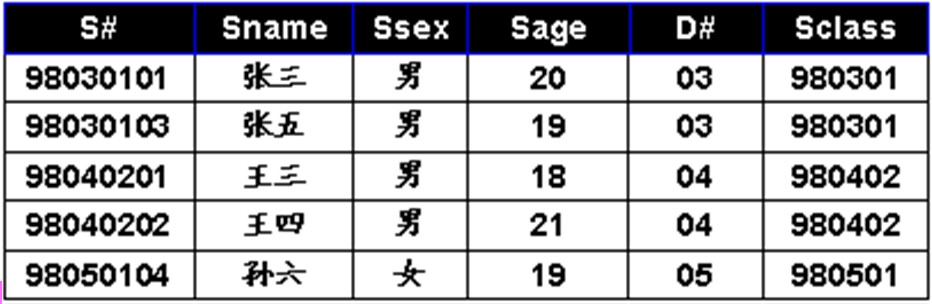 S# Sname Ssex Sage D# Sclass
98030101 张三 男 20 03 980301
98030103 张五 男 19 03 980301
98040201 王三 男 18 04 980402
98040202 王四 男 21 04 980402
98050104 孙六 女 19 05 980501